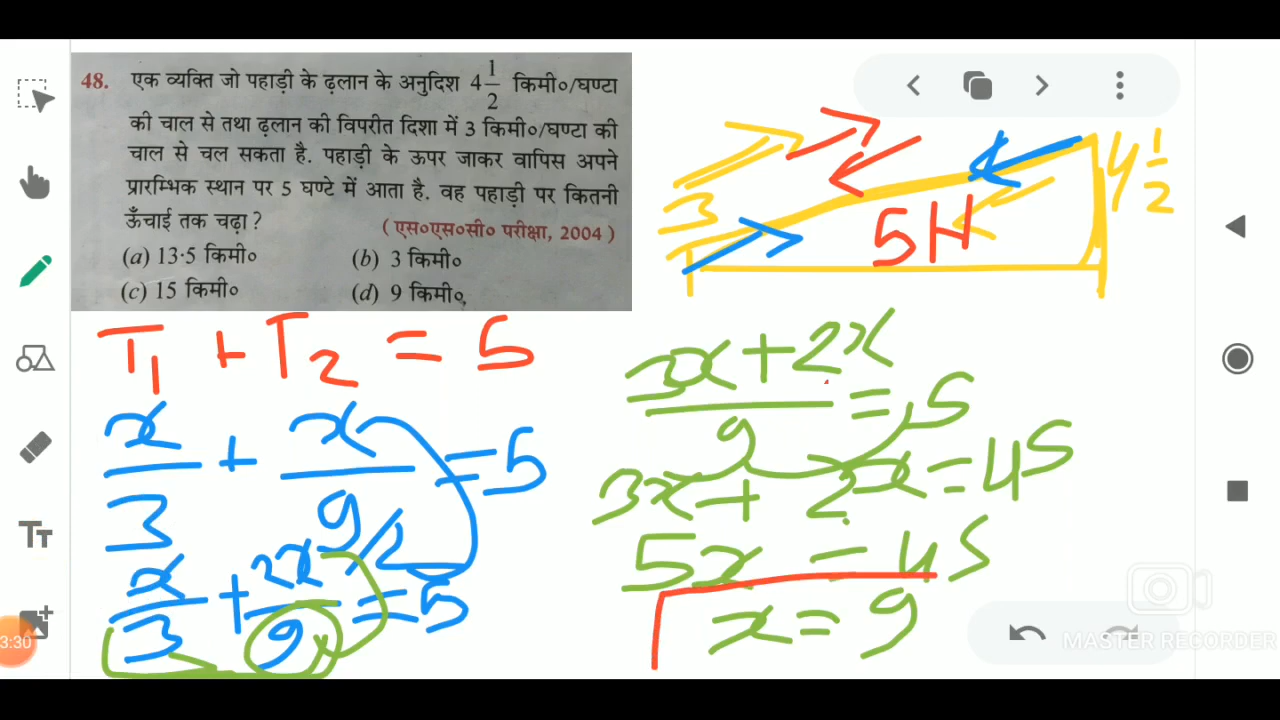 48. एक व्यक्ति जो पहाड़ी के ढ़लान के अनुदिश 4 1/2 किमी०/घण्टा
की चाल से तथा ढ़लान की विपरीत दिशा में 3 किमी०/घण्टा की
चाल से चल सकता है. पहाड़ी के ऊपर जाकर वापिस अपने
प्रारम्भिक स्थान पर 5 घण्टे में आता है. वह पहाड़ी पर कितनी
ऊँचाई तक चढ़ा ?
( एस०एस०सी० परीक्षा, 2004 )
(a) 13·5 किमी० (b) 3 किमी०
(c) 15 किमी० (d) 9 किमी०
3
4 1/2
5H
T1 + T2 = 5
x/3 + x/9/2 = 5
x/3 + 2x/9 = 5
3x+2x/9 = 5
3x + 2x = 45
5x = 45
x = 9
TT
3:30
MASTER RECORDER